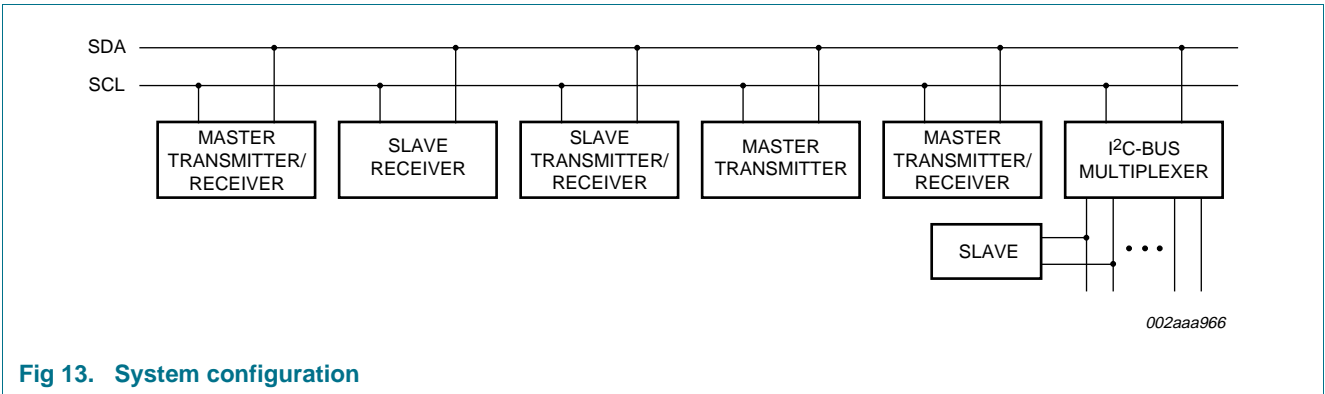 SDA
SCL
MASTER
TRANSMITTER/
RECEIVER
SLAVE
RECEIVER
SLAVE
TRANSMITTER/
RECEIVER
MASTER
TRANSMITTER
MASTER
TRANSMITTER/
RECEIVER
I2C-BUS
MULTIPLEXER
SLAVE
002aaa966
Fig 13. System configuration